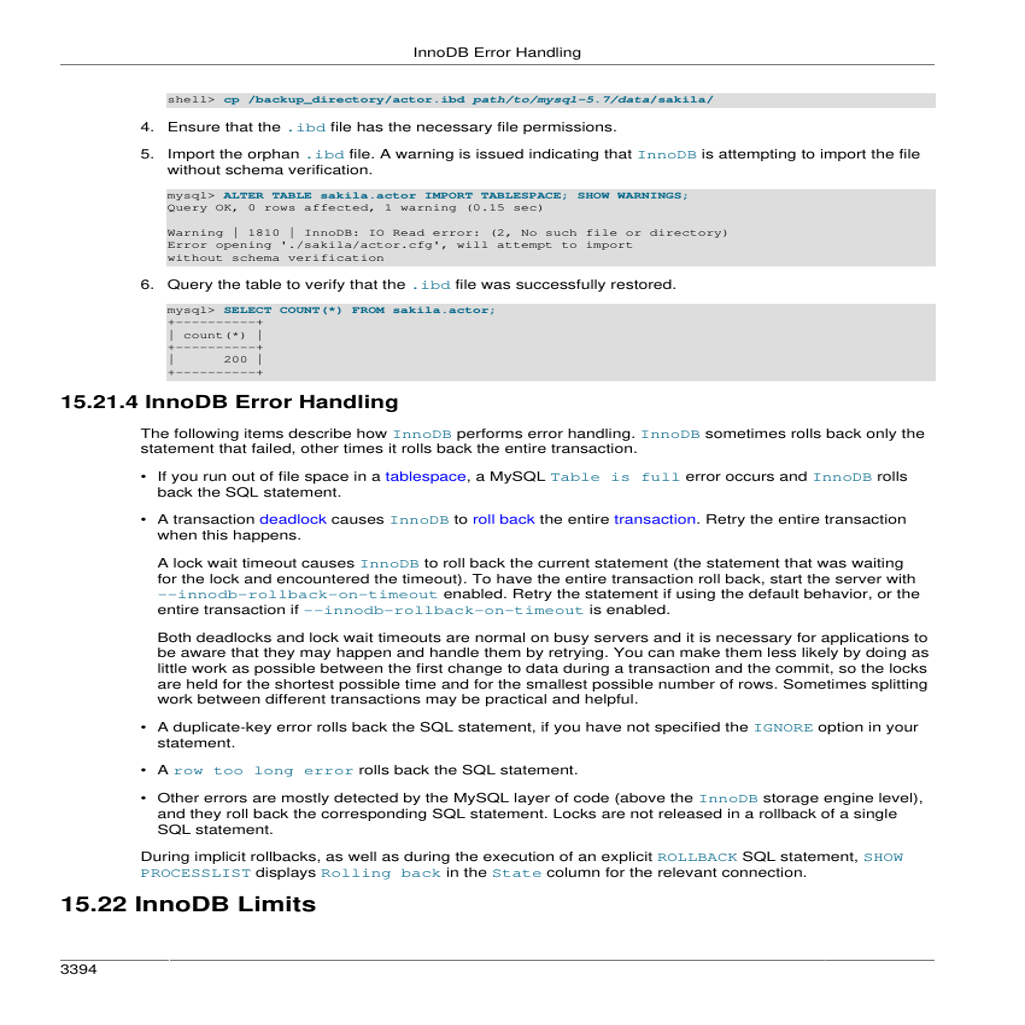 InnoDB Error Handling
shell> cp /backup_directory/actor.ibd path/to/mysql-5.7/data/sakila/
4. Ensure that the .ibd file has the necessary file permissions.
5. Import the orphan .ibd file. A warning is issued indicating that InnoDB is attempting to import the file
without schema verification.
mysql> ALTER TABLE sakila.actor IMPORT TABLESPACE; SHOW WARNINGS;
Query OK, 0 rows affected, 1 warning (0.15 sec)
Warning | 1810 | InnoDB: IO Read error: (2, No such file or directory)
Error opening './sakila/actor.cfg', will attempt to import
without schema verification
6. Query the table to verify that the .ibd file was successfully restored.
mysql> SELECT COUNT(*) FROM sakila.actor;
+----------+
| count(*) |
+----------+
|      200 |
+----------+
15.21.4 InnoDB Error Handling
The following items describe how InnoDB performs error handling. InnoDB sometimes rolls back only the
statement that failed, other times it rolls back the entire transaction.
• If you run out of file space in a tablespace, a MySQL Table is full error occurs and InnoDB rolls
back the SQL statement.
• A transaction deadlock causes InnoDB to roll back the entire transaction. Retry the entire transaction
when this happens.
A lock wait timeout causes InnoDB to roll back the current statement (the statement that was waiting
for the lock and encountered the timeout). To have the entire transaction roll back, start the server with
--innodb-rollback-on-timeout enabled. Retry the statement if using the default behavior, or the
entire transaction if --innodb-rollback-on-timeout is enabled.
Both deadlocks and lock wait timeouts are normal on busy servers and it is necessary for applications to
be aware that they may happen and handle them by retrying. You can make them less likely by doing as
little work as possible between the first change to data during a transaction and the commit, so the locks
are held for the shortest possible time and for the smallest possible number of rows. Sometimes splitting
work between different transactions may be practical and helpful.
• A duplicate-key error rolls back the SQL statement, if you have not specified the IGNORE option in your
statement.
• A row too long error rolls back the SQL statement.
• Other errors are mostly detected by the MySQL layer of code (above the InnoDB storage engine level),
and they roll back the corresponding SQL statement. Locks are not released in a rollback of a single
SQL statement.
During implicit rollbacks, as well as during the execution of an explicit ROLLBACK SQL statement, SHOW
PROCESSLIST displays Rolling back in the State column for the relevant connection.
15.22 InnoDB Limits
3394